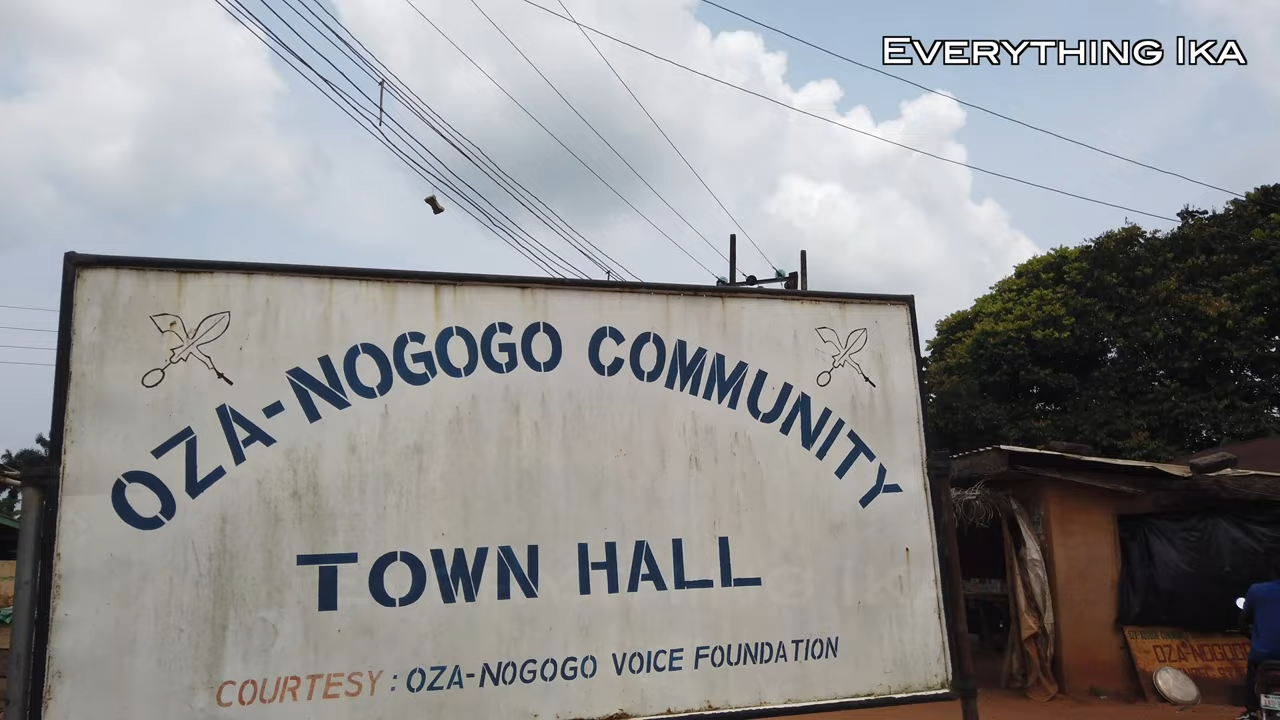 EVERYTHING IKA
OZA-NOGOGO COMMUNITY
TOWN HALL
COURTESY: OZA-NOGOGO VOICE FOUNDATION
OZA-NOGOGO